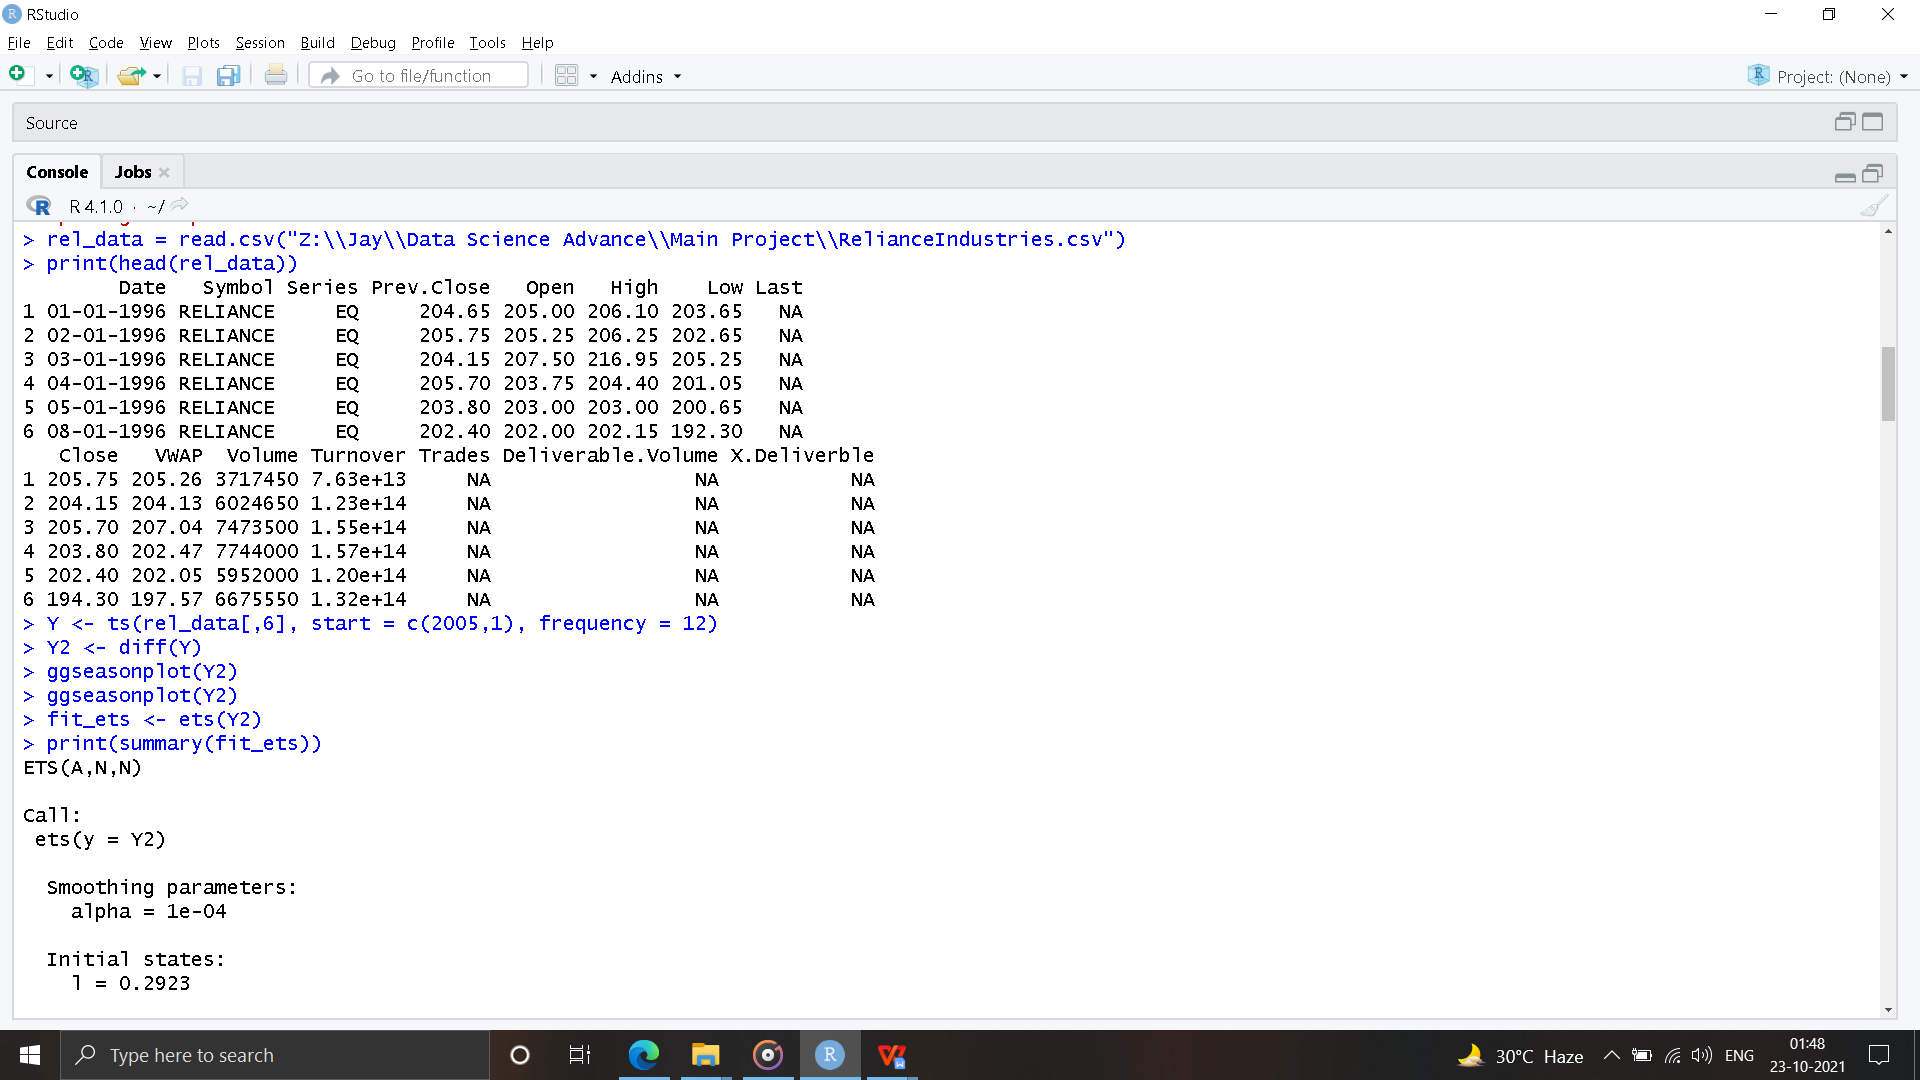 RStudio
File Edit Code View Plots Session Build Debug Profile Tools Help
Go to file/function Addins Project: (None)
Source
Console Jobs
R 4.1.0 · ~/
> rel_data = read.csv("Z:\\Jay\\Data Science Advance\\Main Project\\RelianceIndustries.csv")
> print(head(rel_data))
Date Symbol Series Prev.Close Open High Low Last
1 01-01-1996 RELIANCE EQ 204.65 205.00 206.10 203.65 NA
2 02-01-1996 RELIANCE EQ 205.75 205.25 206.25 202.65 NA
3 03-01-1996 RELIANCE EQ 204.15 207.50 216.95 205.25 NA
4 04-01-1996 RELIANCE EQ 205.70 203.75 204.40 201.05 NA
5 05-01-1996 RELIANCE EQ 203.80 203.00 203.00 200.65 NA
6 08-01-1996 RELIANCE EQ 202.40 202.00 202.15 192.30 NA
Close VWAP Volume Turnover Trades Deliverable.Volume X.Deliverble
1 205.75 205.26 3717450 7.63e+13 NA NA NA
2 204.15 204.13 6024650 1.23e+14 NA NA NA
3 205.70 207.04 7473500 1.55e+14 NA NA NA
4 203.80 202.47 7744000 1.57e+14 NA NA NA
5 202.40 202.05 5952000 1.20e+14 NA NA NA
6 194.30 197.57 6675550 1.32e+14 NA NA NA
> Y <- ts(rel_data[,6], start = c(2005,1), frequency = 12)
> Y2 <- diff(Y)
> ggseasonplot(Y2)
> ggseasonplot(Y2)
> fit_ets <- ets(Y2)
> print(summary(fit_ets))
ETS(A,N,N)
Call:
ets(y = Y2)
Smoothing parameters:
alpha = 1e-04
Initial states:
l = 0.2923
Type here to search
30°C Haze ENG
01:48
23-10-2021